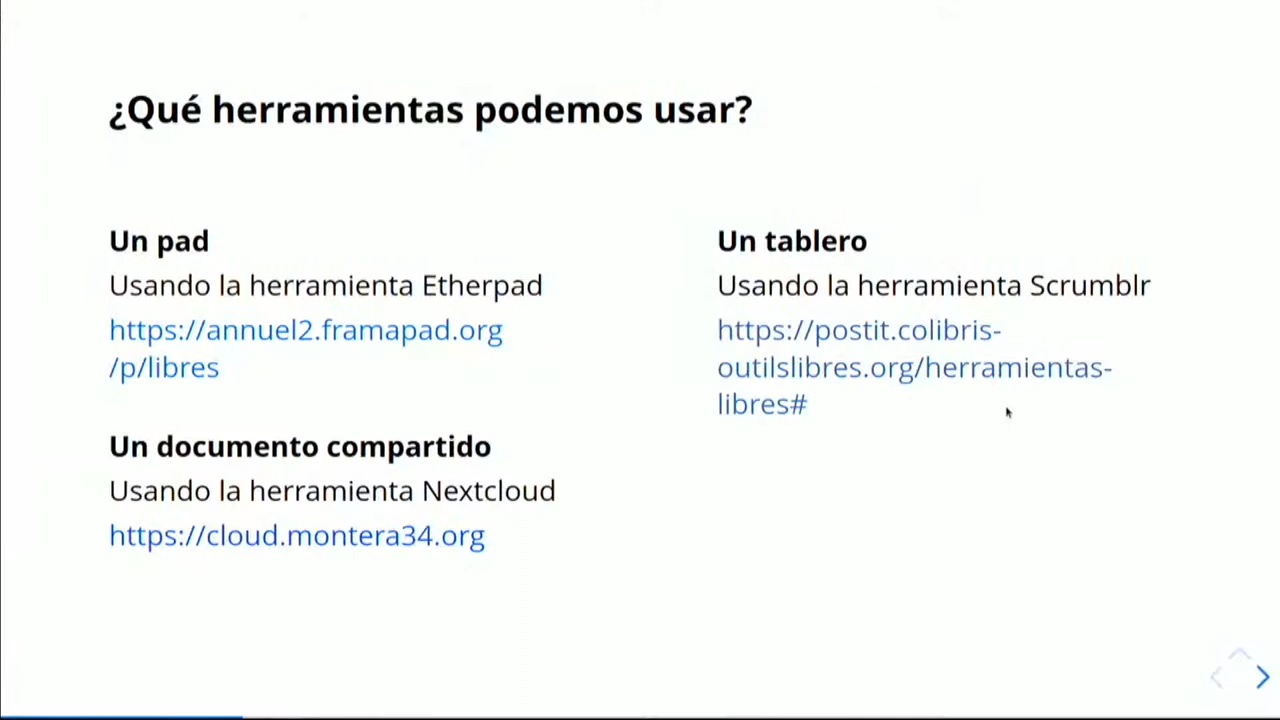 ¿Qué herramientas podemos usar?
Un pad
Usando la herramienta Etherpad
https://annuel2.framapad.org
/p/libres
Un documento compartido
Usando la herramienta Nextcloud
https://cloud.montera34.org
Un tablero
Usando la herramienta Scrumblr
https://postit.colibris-
outilslibres.org/herramientas-
libres#